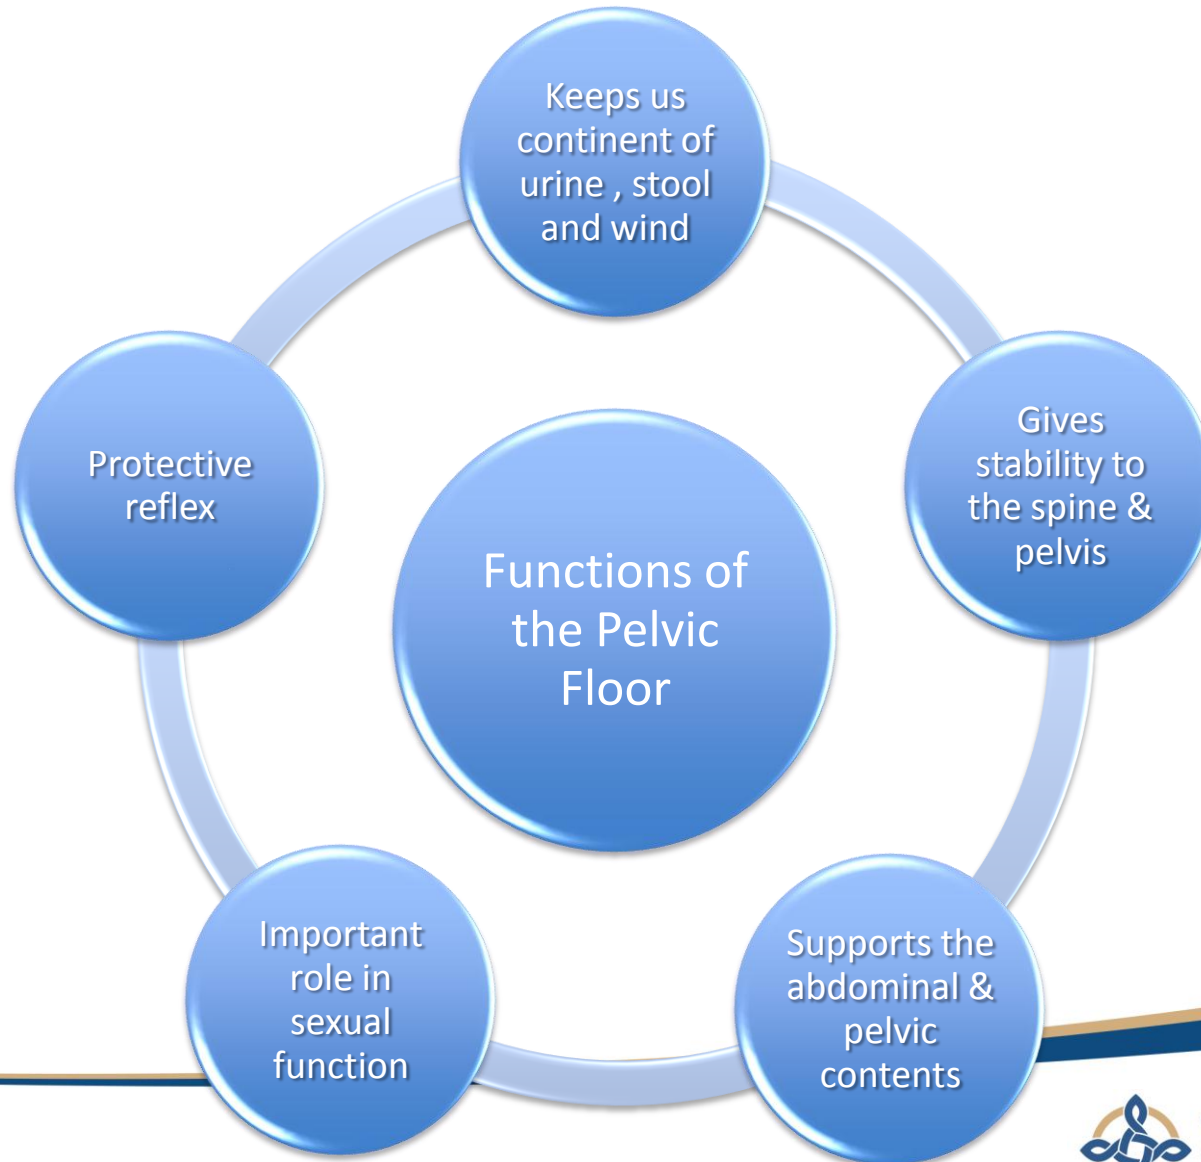 Keeps us
continent of
urine , stool
and wind
Gives
stability to
the spine &
pelvis
Supports the
abdominal &
pelvic
contents
Important
role in
sexual
function
Protective
reflex
Functions of
the Pelvic
Floor